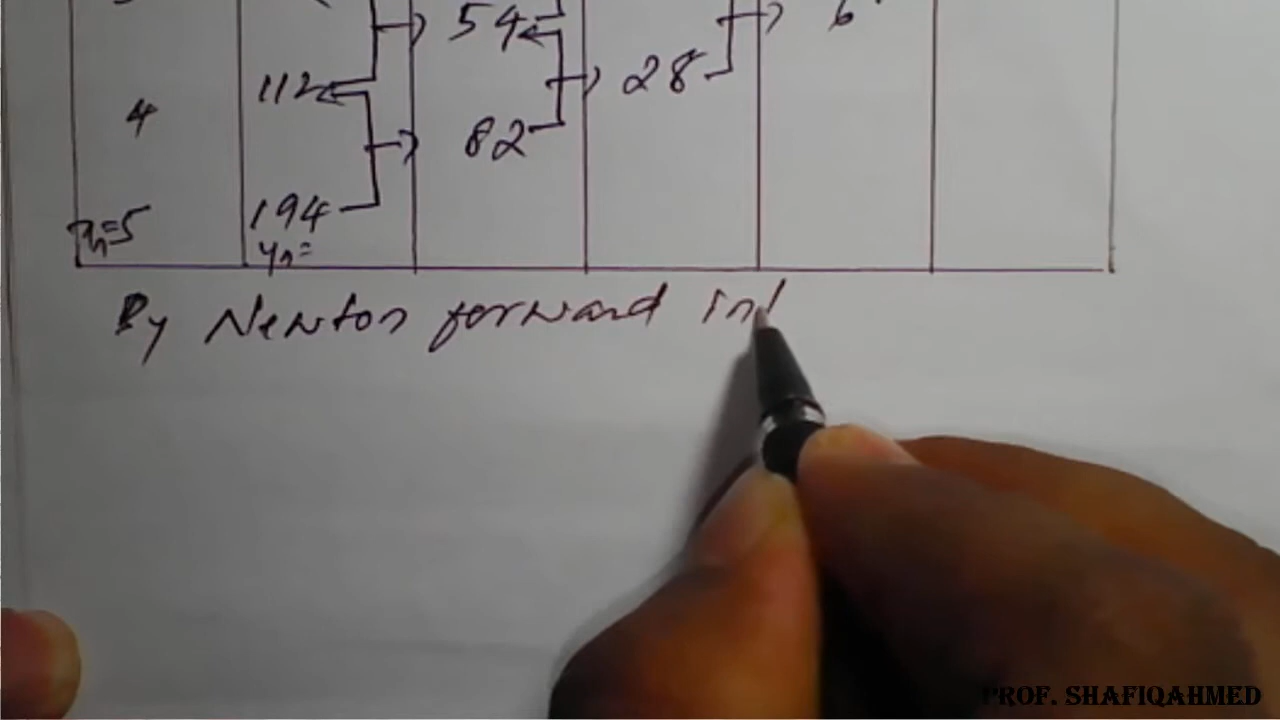 54 6
112 28
4 82
194
xn=5 yn=
By Newton forward int
PROF. SHAFIQAHMED